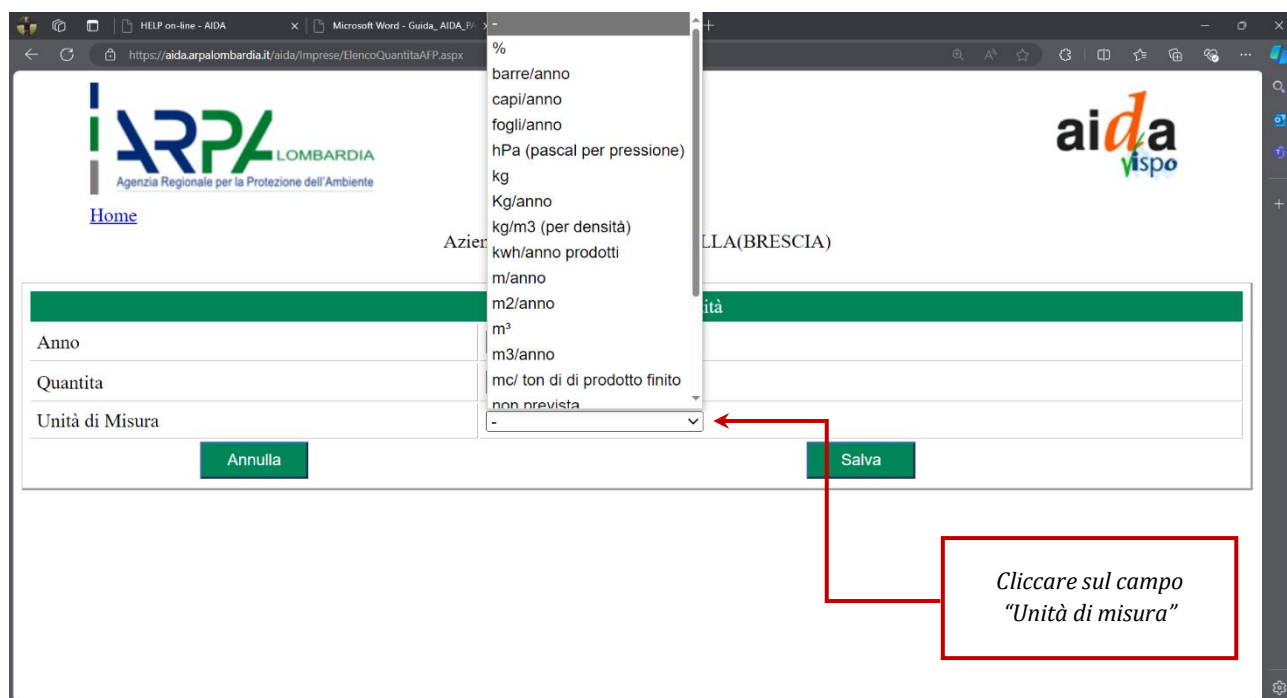 HELP on-line - AIDA
Microsoft Word - Guida_ AIDA_PA
https://aida.arpalombardia.it/aida/Imprese/ElencoQuantitaAFP.aspx
-
%
barre/anno
capi/anno
fogli/anno
hPa (pascal per pressione)
kg
Kg/anno
kg/m3 (per densità)
kwh/anno prodotti
m/anno
m2/anno
m³
m3/anno
mc/ ton di di prodotto finito
non prevista
ARPA LOMBARDIA
Agenzia Regionale per la Protezione dell'Ambiente
aida
vispo
Home
Azien LLA(BRESCIA)
ità
Anno
Quantita
Unità di Misura
-
Annulla
Salva
Cliccare sul campo
“Unità di misura”